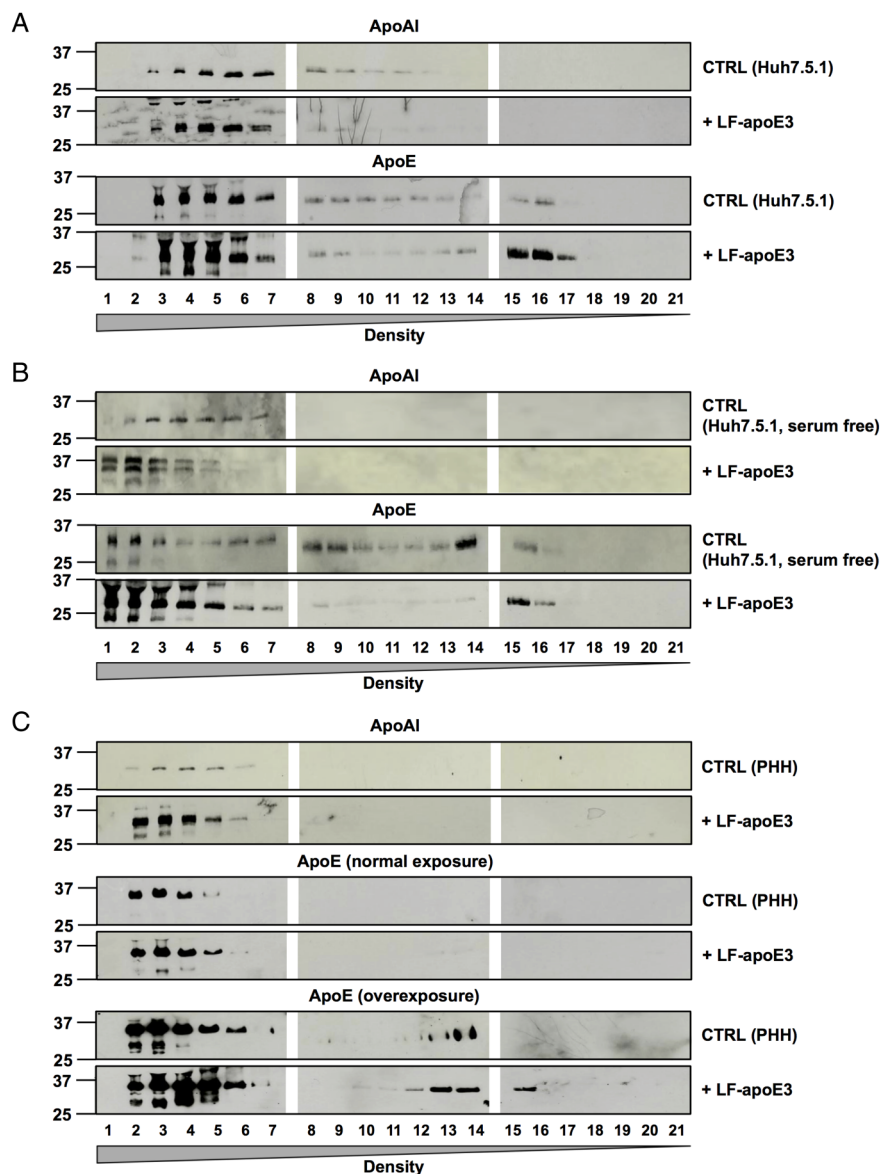 A
ApoAI
37
25
CTRL (Huh7.5.1)
37
25
+ LF-apoE3
ApoE
37
25
CTRL (Huh7.5.1)
37
25
+ LF-apoE3
1 2 3 4 5 6 7 8 9 10 11 12 13 14 15 16 17 18 19 20 21
Density
B
ApoAI
37
25
CTRL
(Huh7.5.1, serum free)
37
25
+ LF-apoE3
ApoE
37
25
CTRL
(Huh7.5.1, serum free)
37
25
+ LF-apoE3
1 2 3 4 5 6 7 8 9 10 11 12 13 14 15 16 17 18 19 20 21
Density
C
ApoAI
37
25
CTRL (PHH)
37
25
+ LF-apoE3
ApoE (normal exposure)
37
25
CTRL (PHH)
37
25
+ LF-apoE3
ApoE (overexposure)
37
25
CTRL (PHH)
37
25
+ LF-apoE3
1 2 3 4 5 6 7 8 9 10 11 12 13 14 15 16 17 18 19 20 21
Density